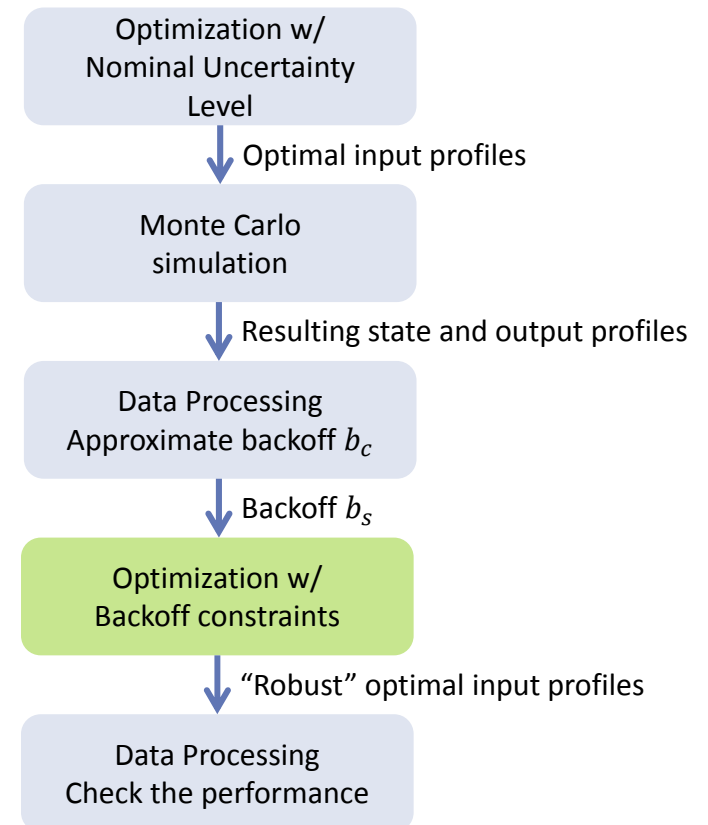 Optimization w/
Nominal Uncertainty
Level
Optimal input profiles
Monte Carlo
simulation
Resulting state and output profiles
Data Processing
Approximate backoff b_c
Backoff b_s
Optimization w/
Backoff constraints
“Robust” optimal input profiles
Data Processing
Check the performance